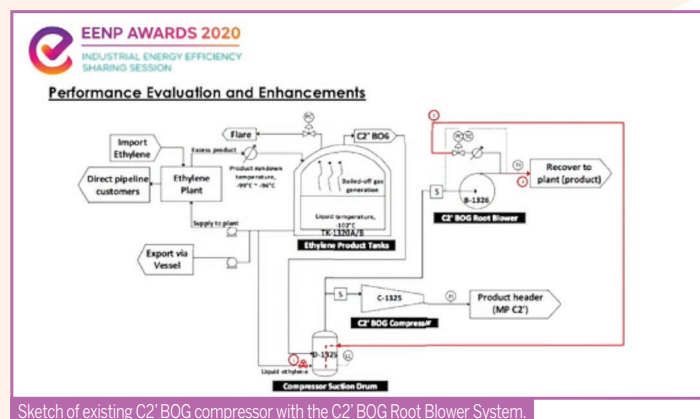 EENP AWARDS 2020
INDUSTRIAL ENERGY EFFICIENCY
SHARING SESSION
Performance Evaluation and Enhancements
Import
Ethylene
Direct pipeline
customers
Ethylene
Plant
Export via
Vessel
Flare
Excess product
Product rundown
temperature,
-99°C ~ -96°C
Supply to plant
C2' BOG
Boiled-off gas
generation
Liquid temperature,
-102°C
TK-1320A/B
Ethylene Product Tanks
S
B-1326
C2' BOG Root Blower
Recover to
plant (product)
S
C-1325
C2' BOG Compressor
Product header
(MP C2')
D-1325
LC
Liquid ethylene
Compressor Suction Drum
Sketch of existing C2' BOG compressor with the C2' BOG Root Blower System.